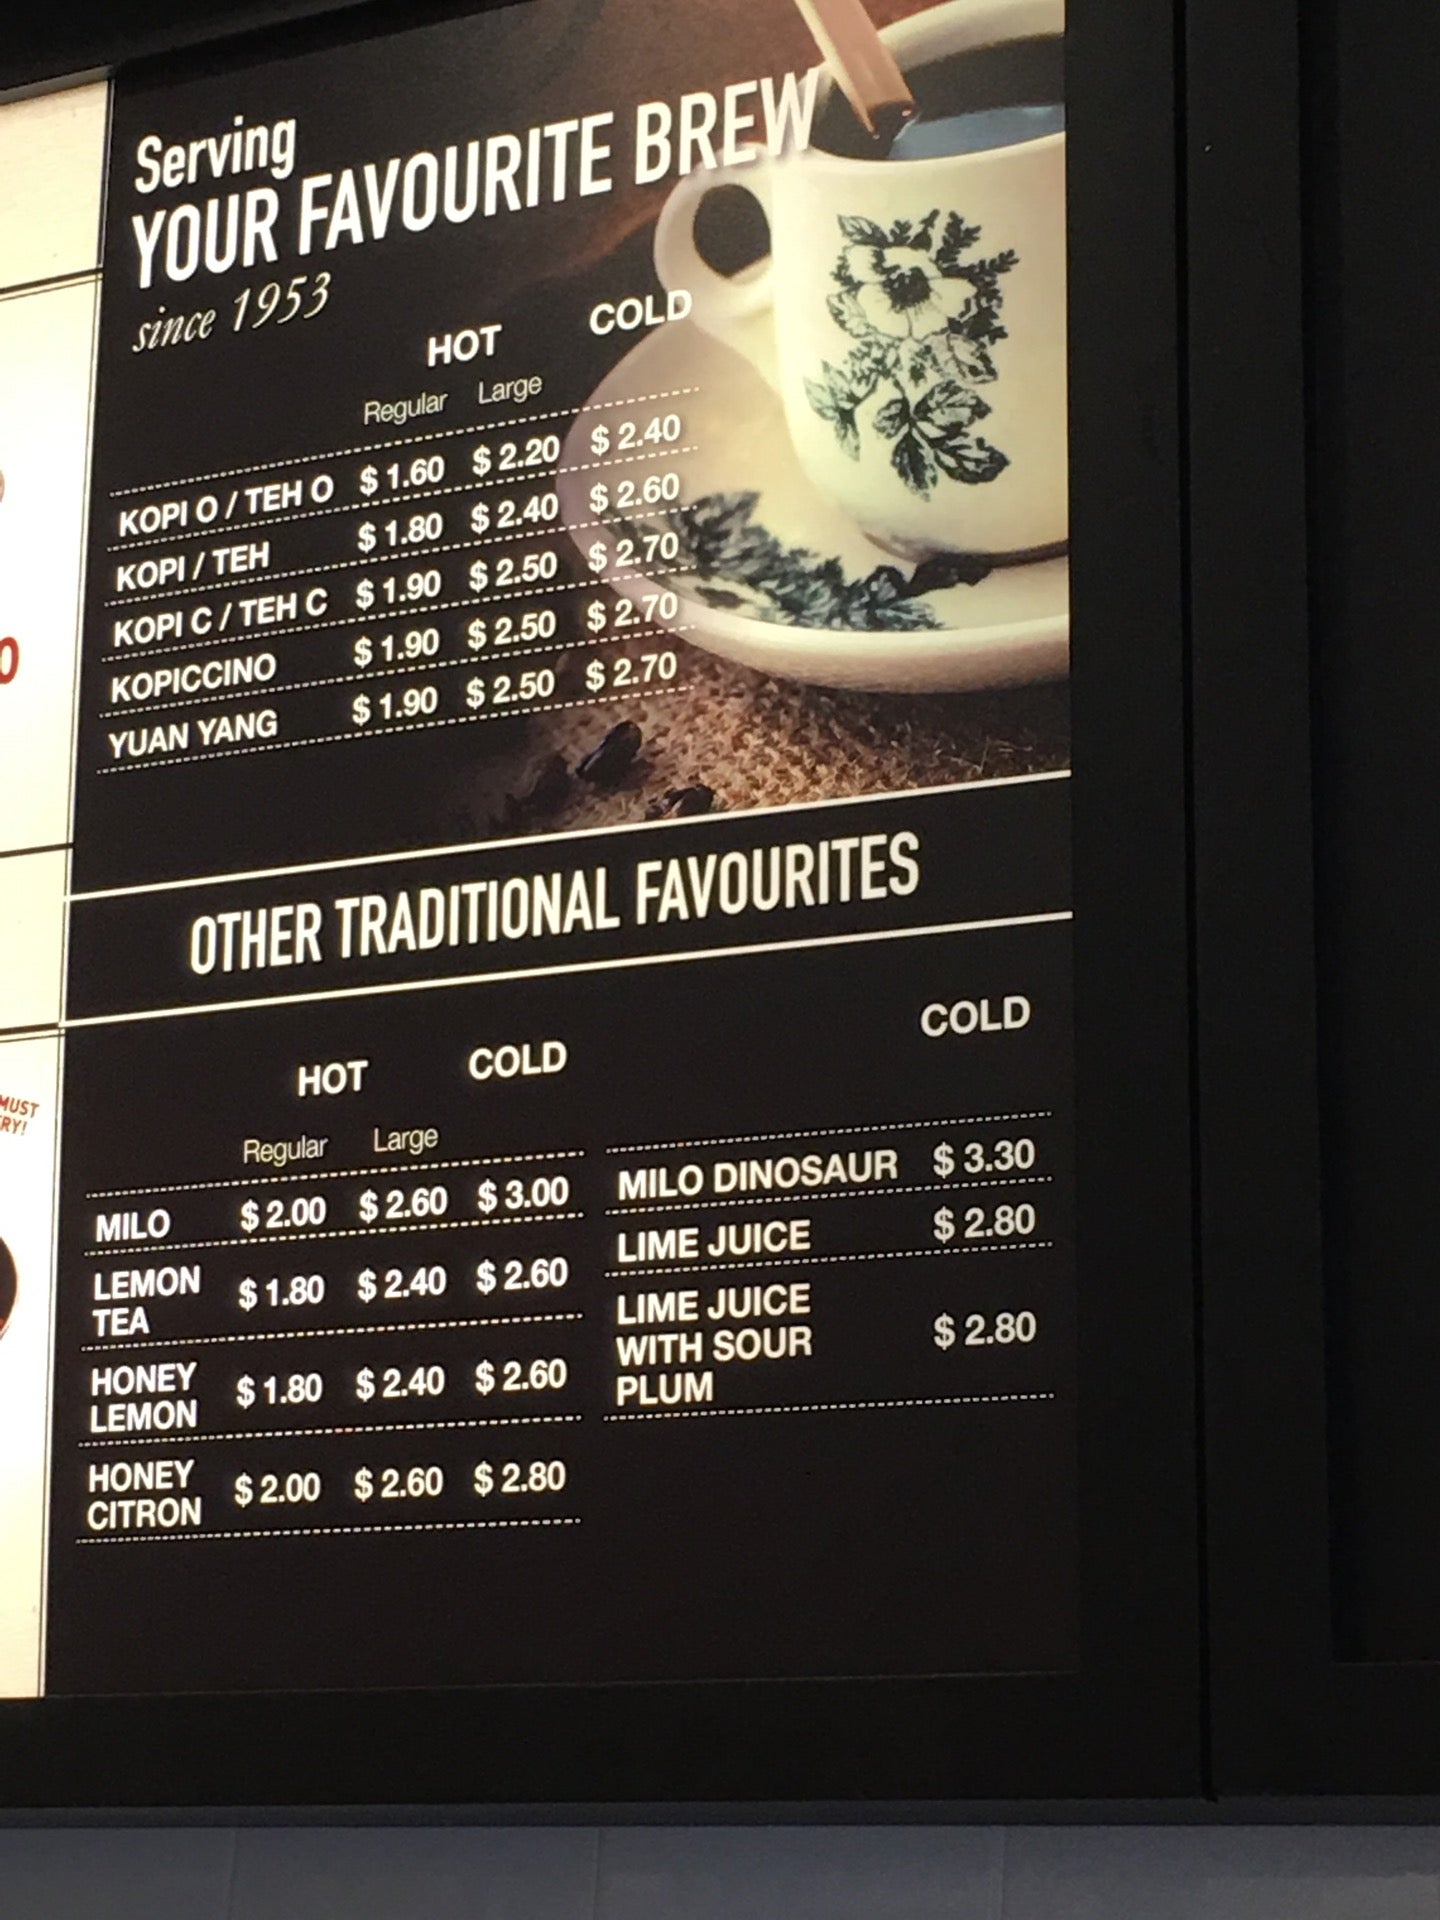 Serving
YOUR FAVOURITE BREW
since 1953
HOT COLD
Regular Large
KOPI O / TEH O $ 1.60 $ 2.20 $ 2.40
KOPI / TEH $ 1.80 $ 2.40 $ 2.60
KOPI C / TEH C $ 1.90 $ 2.50 $ 2.70
KOPICCINO $ 1.90 $ 2.50 $ 2.70
YUAN YANG $ 1.90 $ 2.50 $ 2.70
OTHER TRADITIONAL FAVOURITES
HOT COLD
Regular Large
MILO $ 2.00 $ 2.60 $ 3.00
LEMON
TEA $ 1.80 $ 2.40 $ 2.60
HONEY
LEMON $ 1.80 $ 2.40 $ 2.60
HONEY
CITRON $ 2.00 $ 2.60 $ 2.80
COLD
MILO DINOSAUR $ 3.30
LIME JUICE $ 2.80
LIME JUICE
WITH SOUR $ 2.80
PLUM
MUST